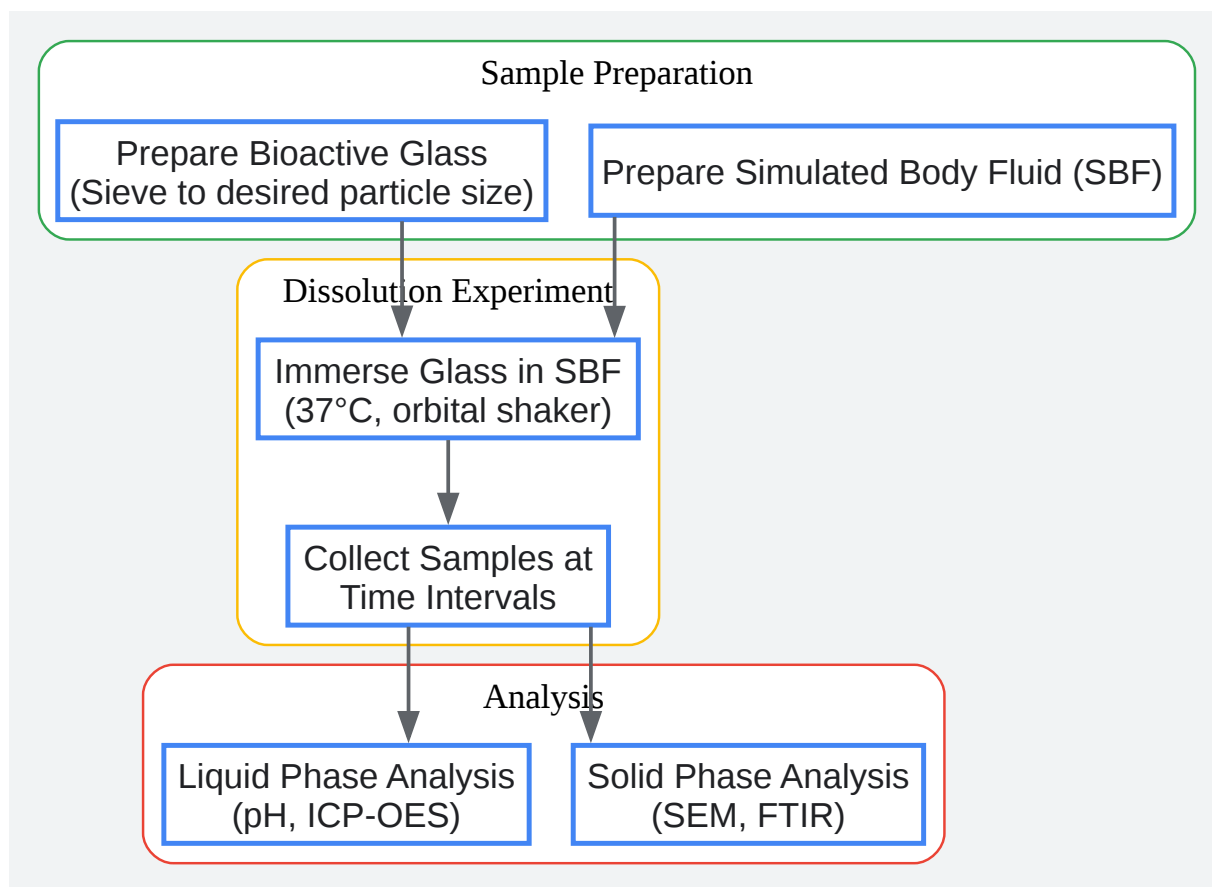 Sample Preparation
Prepare Bioactive Glass
(Sieve to desired particle size)
Prepare Simulated Body Fluid (SBF)
Dissolution Experiment
Immerse Glass in SBF
(37°C, orbital shaker)
Collect Samples at
Time Intervals
Analysis
Liquid Phase Analysis
(pH, ICP-OES)
Solid Phase Analysis
(SEM, FTIR)